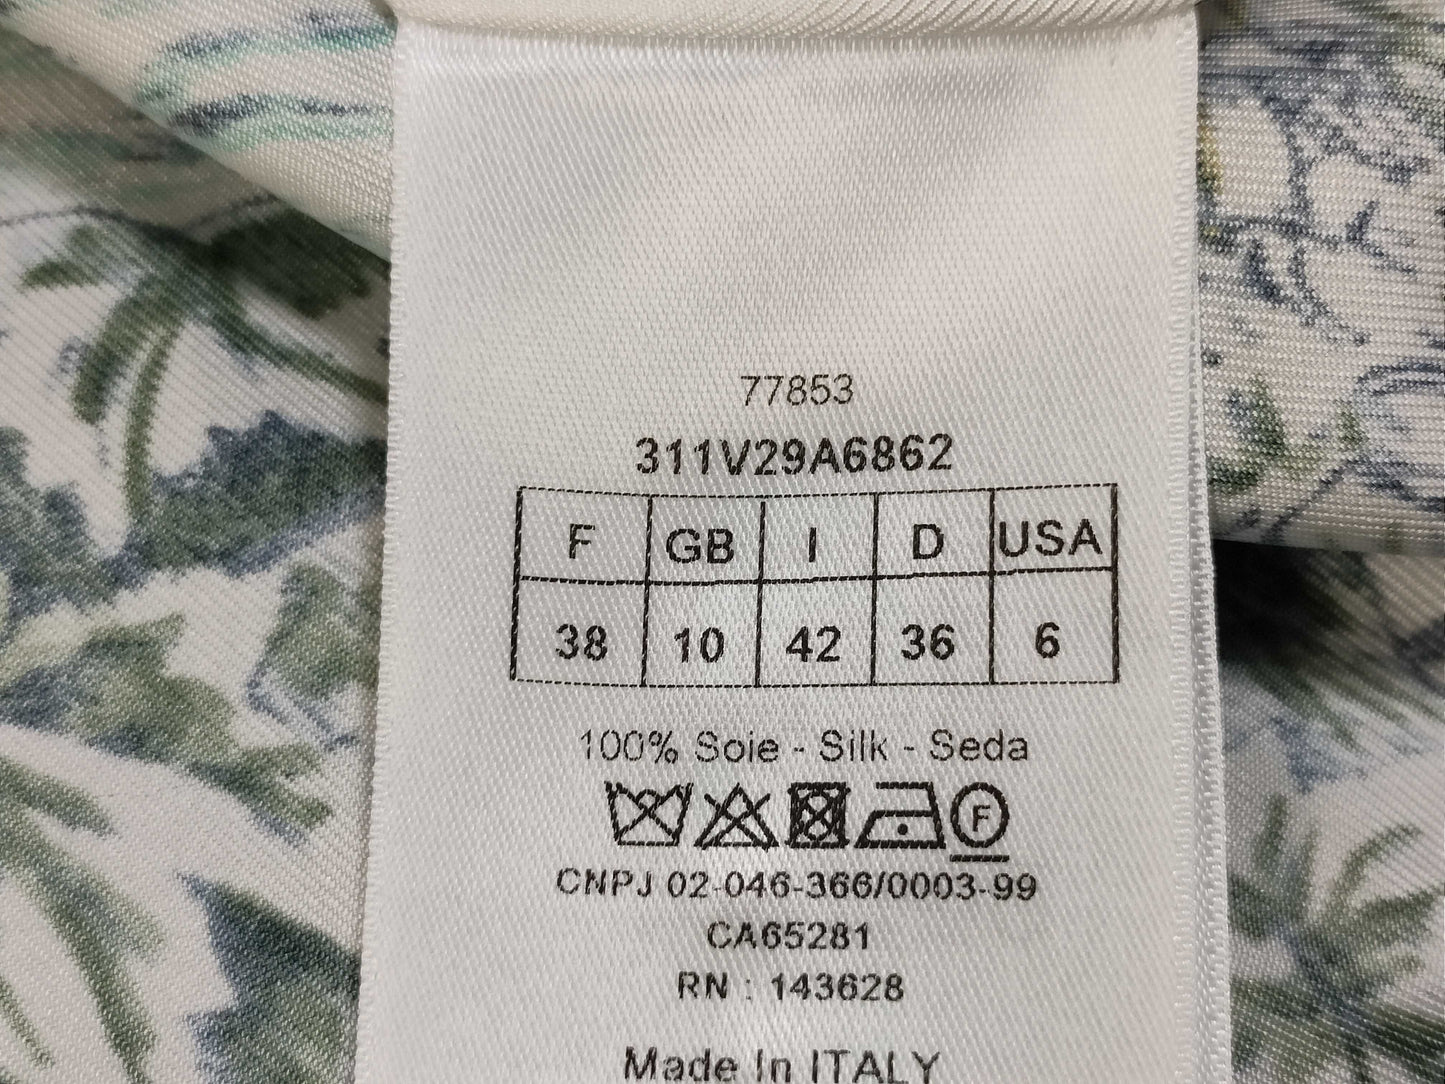 77853
311V29A6862
F GB I D USA
38 10 42 36 6
100% Soie - Silk - Seda
F
CNPJ 02-046-366/0003-99
CA65281
RN : 143628
Made In ITALY